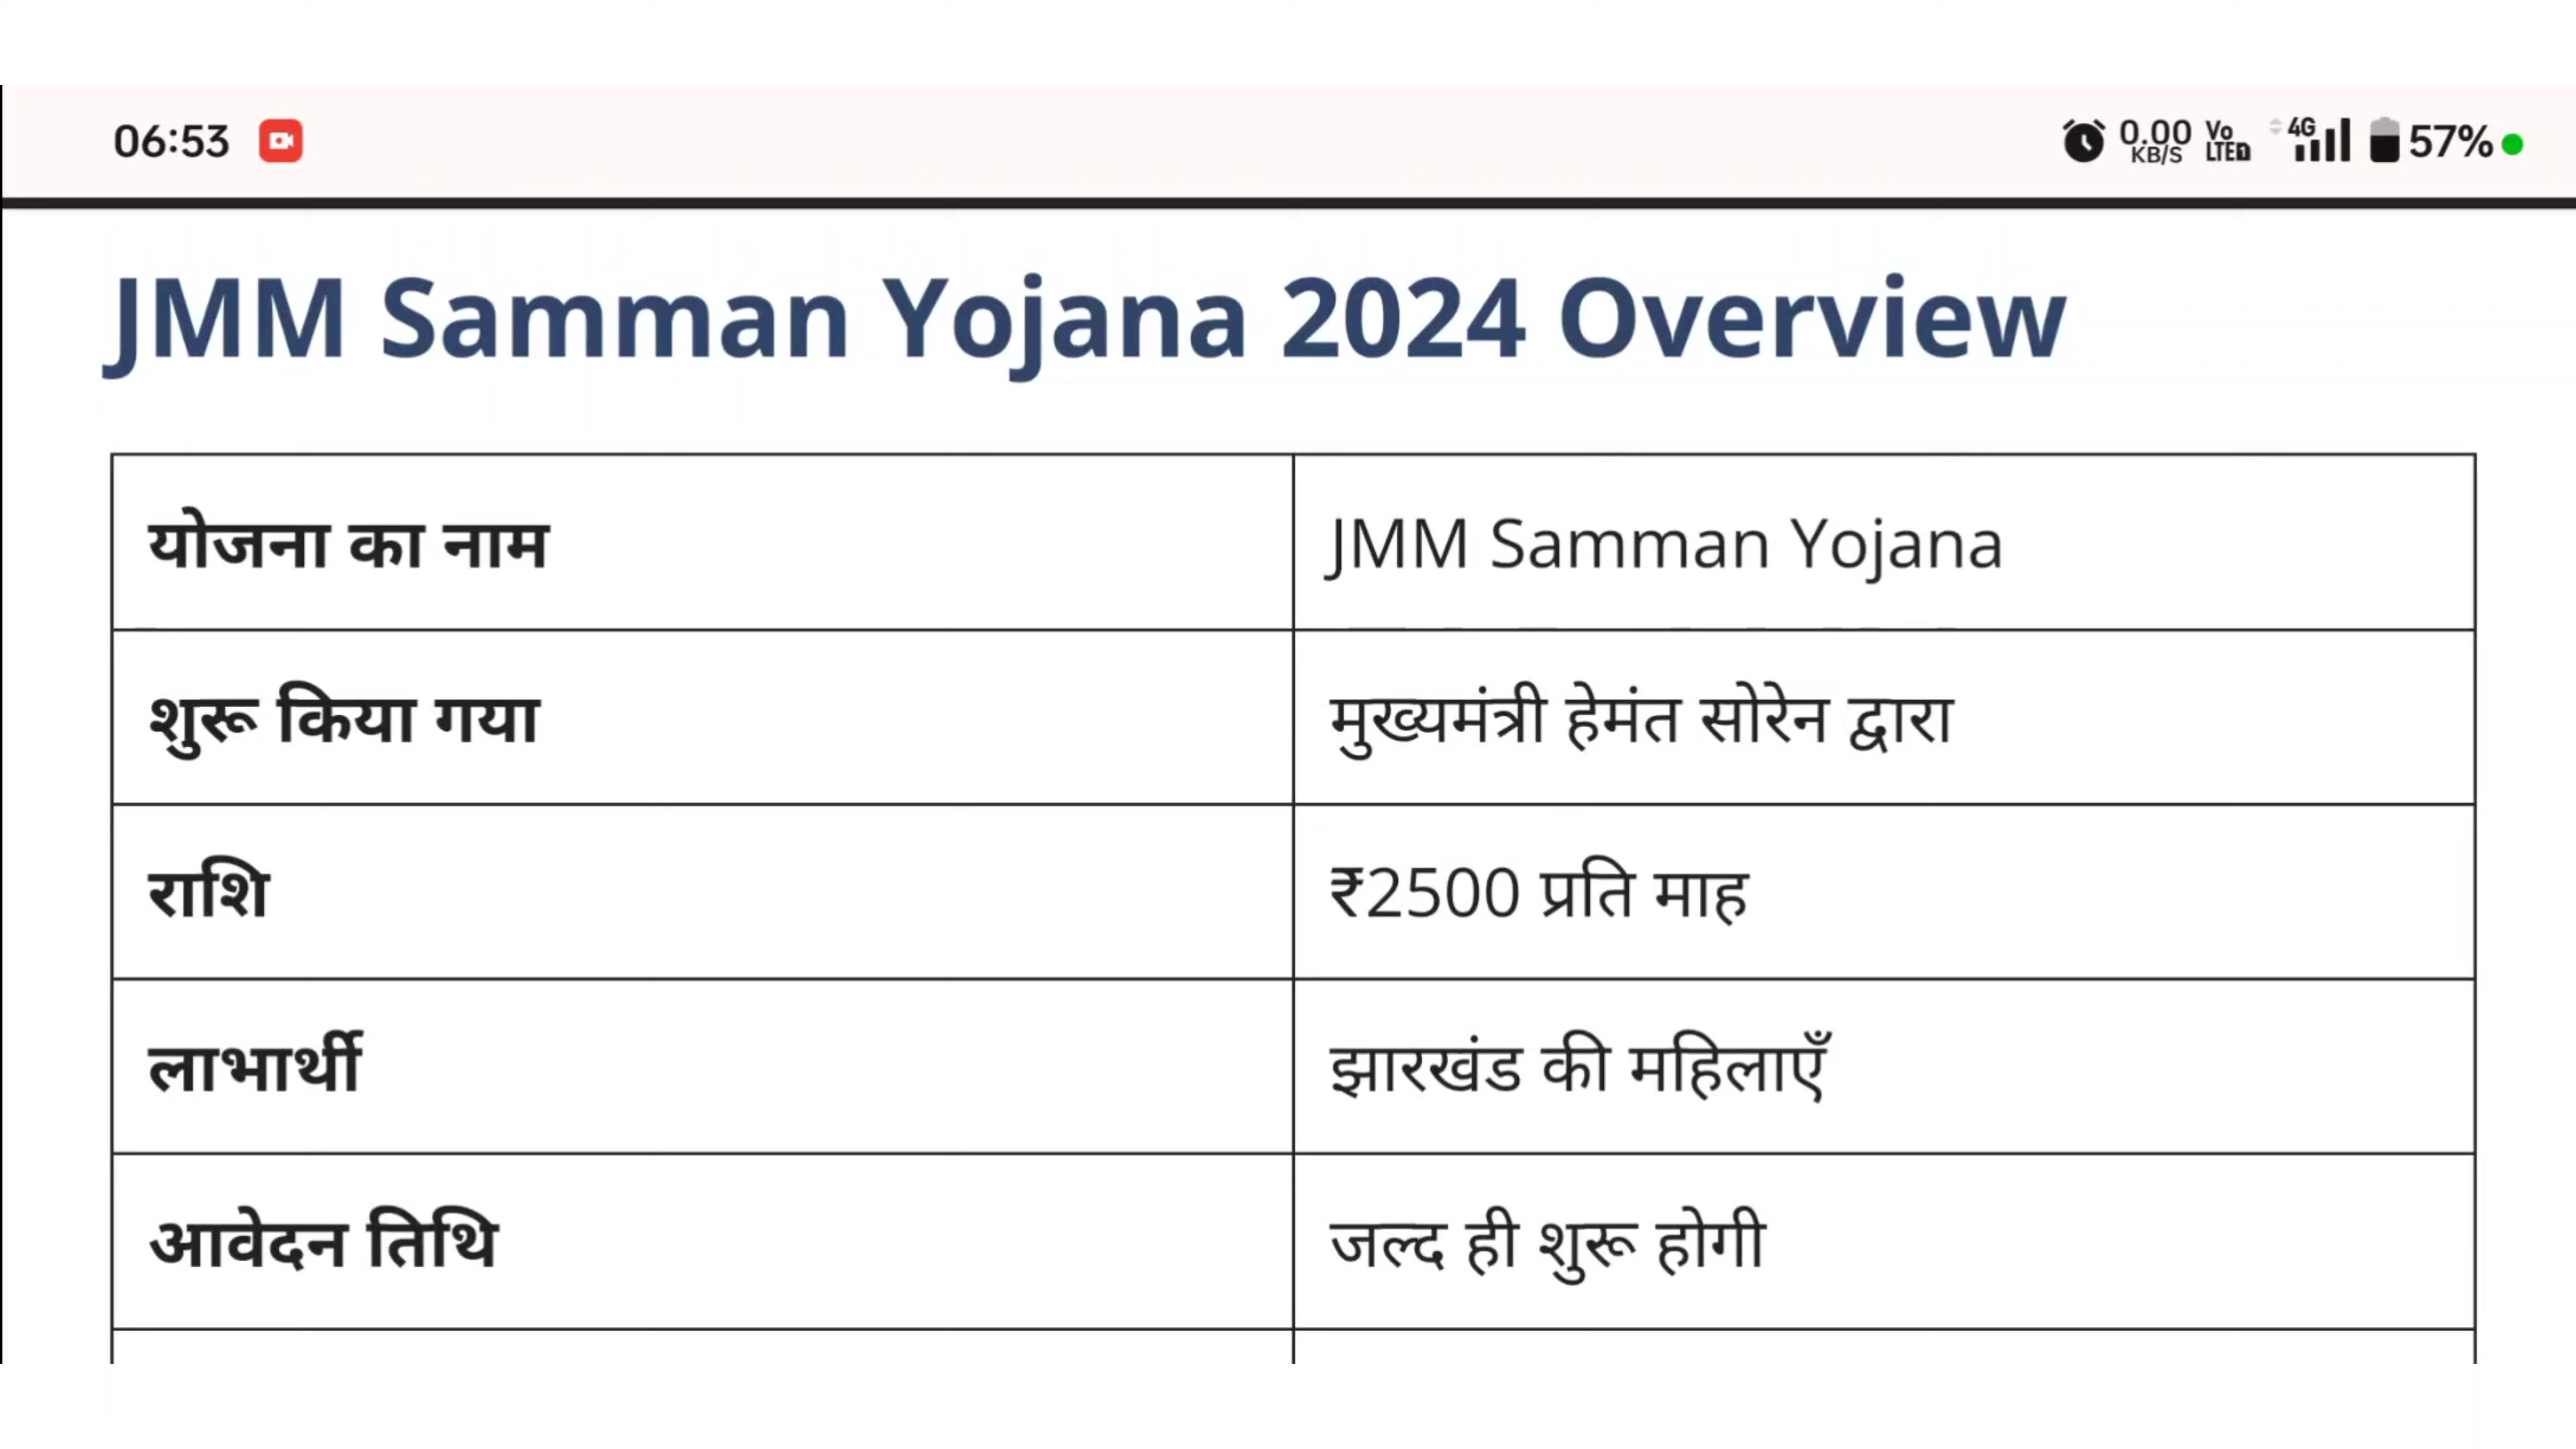 06:53
0.00 KB/S Vo LTE 1 4G 57%
JMM Samman Yojana 2024 Overview
योजना का नाम JMM Samman Yojana
शुरू किया गया मुख्यमंत्री हेमंत सोरेन द्वारा
राशि ₹2500 प्रति माह
लाभार्थी झारखंड की महिलाएँ
आवेदन तिथि जल्द ही शुरू होगी